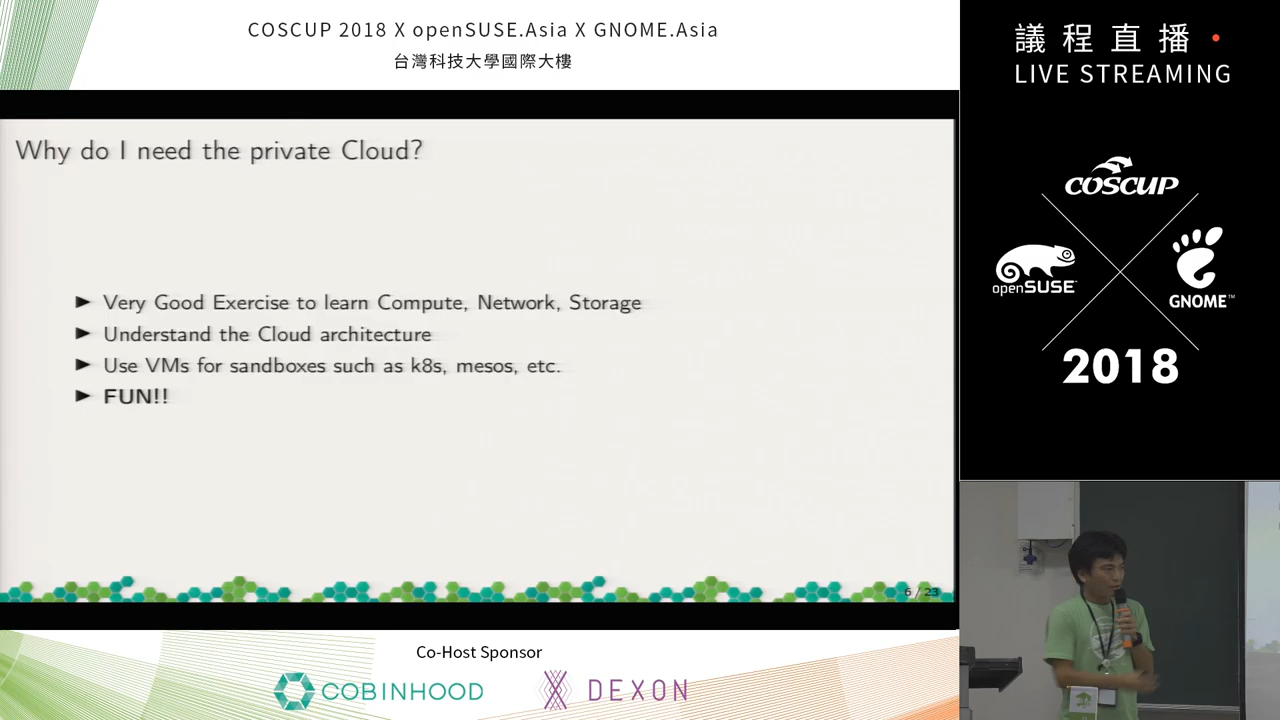 COSCUP 2018 X openSUSE.Asia X GNOME.Asia
台灣科技大學國際大樓
議程直播
LIVE STREAMING
Why do I need the private Cloud?
Very Good Exercise to learn Compute, Network, Storage
Understand the Cloud architecture
Use VMs for sandboxes such as k8s, mesos, etc.
FUN!!
6 / 23
COSCUP
openSUSE
GNOME™
2018
Co-Host Sponsor
COBINHOOD
DEXON